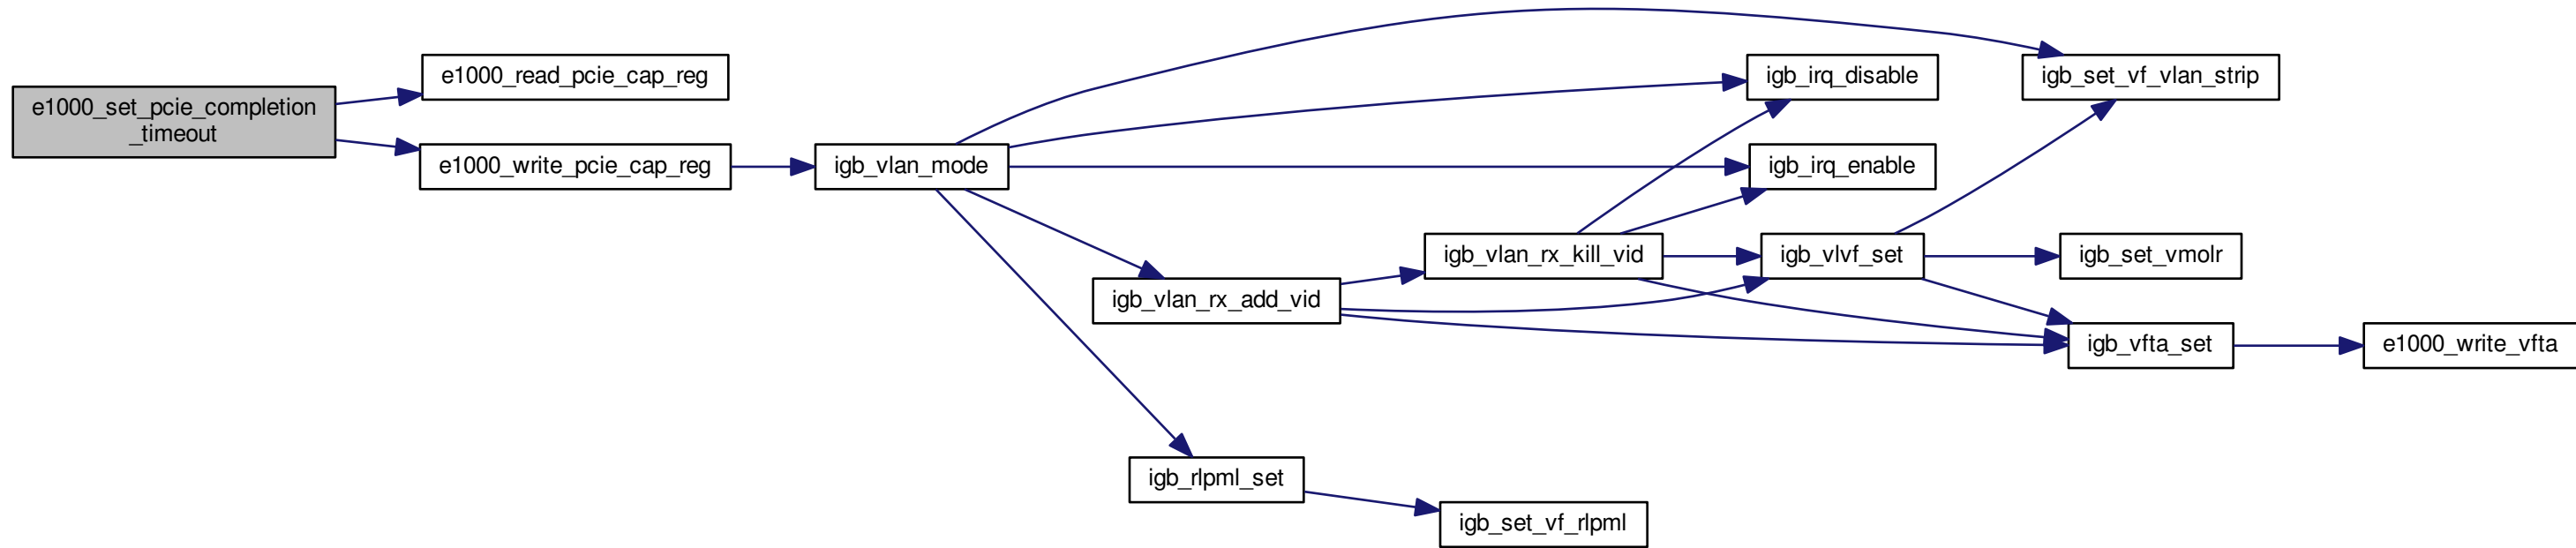 e1000_set_pcie_completion
_timeout
e1000_read_pcie_cap_reg
e1000_write_pcie_cap_reg
igb_vlan_mode
igb_vlan_rx_add_vid
igb_rlpml_set
igb_vlan_rx_kill_vid
igb_set_vf_rlpml
igb_irq_disable
igb_irq_enable
igb_vlvf_set
igb_set_vf_vlan_strip
igb_set_vmolr
igb_vfta_set
e1000_write_vfta